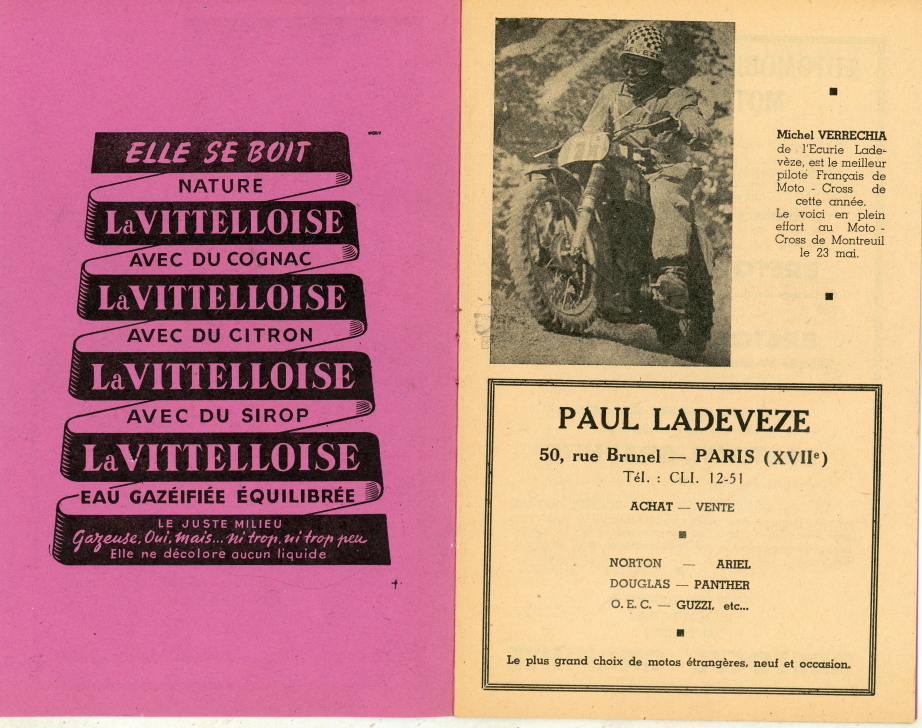 ELLE SE BOIT
NATURE
LaVITTELLOISE
AVEC DU COGNAC
LaVITTELLOISE
AVEC DU CITRON
LaVITTELLOISE
AVEC DU SIROP
LaVITTELLOISE
EAU GAZÉIFIÉE ÉQUILIBRÉE
LE JUSTE MILIEU
Gazeuse, Oui, mais... ni trop, ni trop peu
Elle ne décolore aucun liquide
Michel VERRECHIA
de l'Ecurie Lade-
vèze, est le meilleur
pilote Français de
Moto - Cross de
cette année.
Le voici en plein
effort au Moto -
Cross de Montreuil
le 23 mai.
PAUL LADEVEZE
50, rue Brunel — PARIS (XVIIe)
Tél. : CLI. 12-51
ACHAT — VENTE
NORTON — ARIEL
DOUGLAS — PANTHER
O. E. C. — GUZZI, etc...
Le plus grand choix de motos étrangères, neuf et occasion.